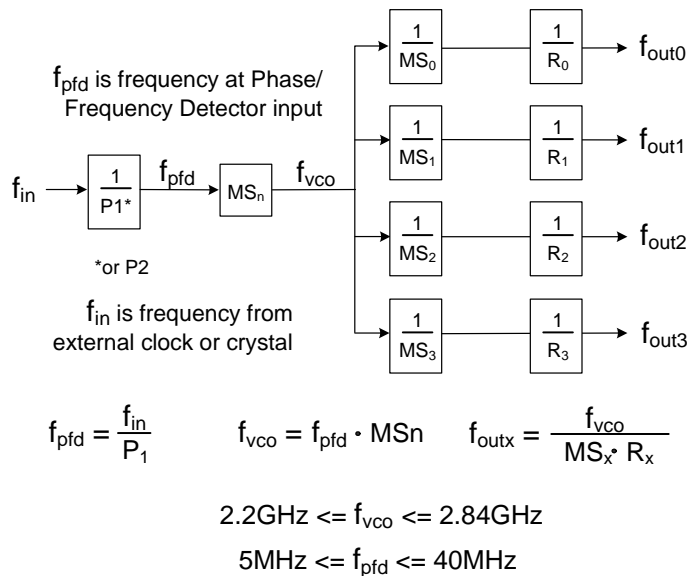 f_pfd is frequency at Phase/
Frequency Detector input
f_in
1
P1*
f_pfd
MS_n
f_vco
*or P2
f_in is frequency from
external clock or crystal
1
MS_0
1
R_0
f_out0
1
MS_1
1
R_1
f_out1
1
MS_2
1
R_2
f_out2
1
MS_3
1
R_3
f_out3
f_pfd = f_in / P_1
f_vco = f_pfd · MSn
f_outx = f_vco / MS_x · R_x
2.2GHz <= f_vco <= 2.84GHz
5MHz <= f_pfd <= 40MHz